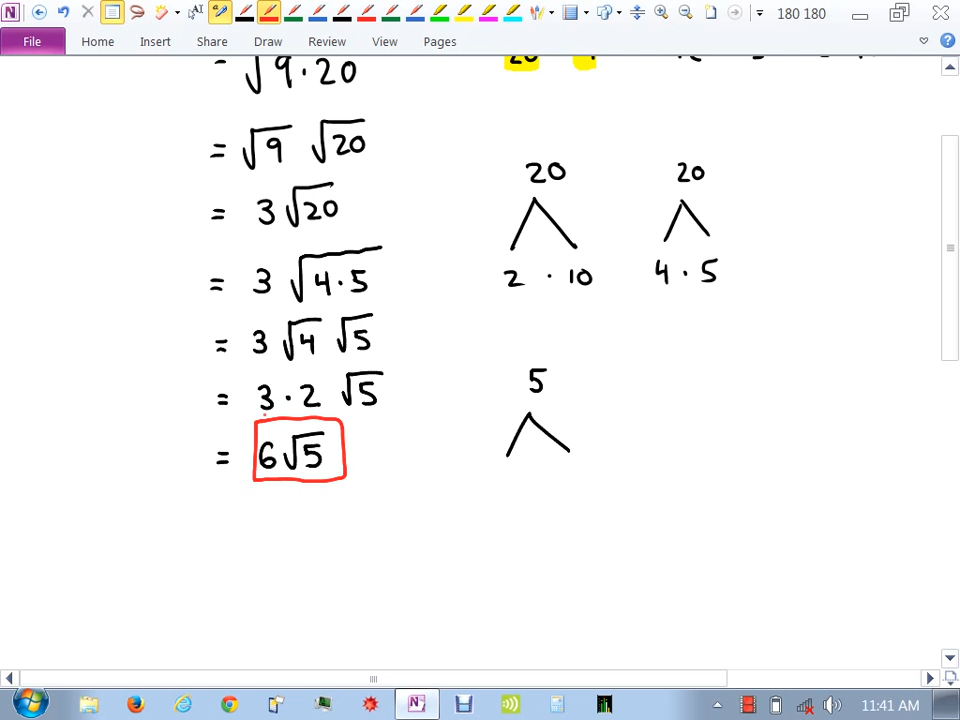 180 180
File Home Insert Share Draw Review View Pages
= √9·20
20
= √9 √20
20 20
= 3√20
2 · 10 4 · 5
= 3 √4·5
= 3 √4 √5
5
= 3 · 2 √5
= 6√5
11:41 AM